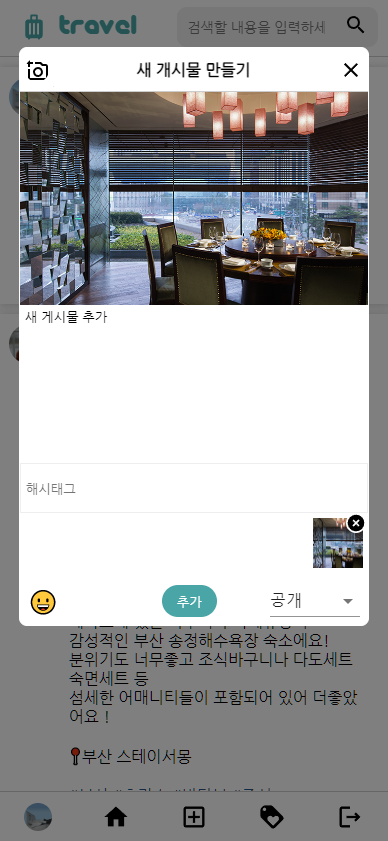 travel
검색할 내용을 입력하세
새 개시물 만들기
새 게시물 추가
해시태그
추가
공개
감성적인 부산 송정해수욕장 숙소에요!
분위기도 너무좋고 조식바구니나 다도세트
숙면세트 등
섬세한 어매니티들이 포함되어 있어 더좋았
어요 !
부산 스테이서몽